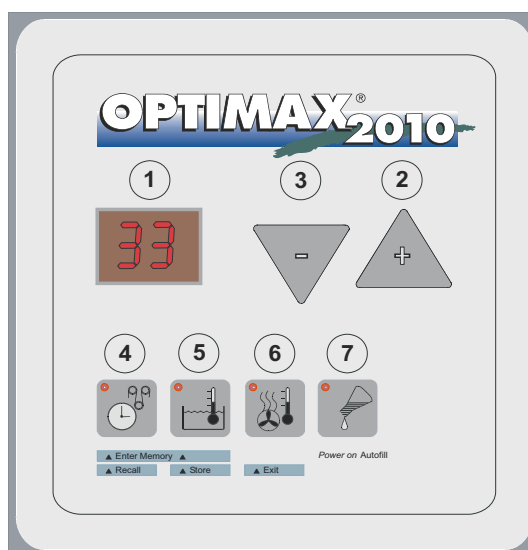 OPTIMAX®
2010
1 3 2
33 - +
4 5 6 7
▲ Enter Memory ▲ Power on Autofill
▲ Recall ▲ Store ▲ Exit